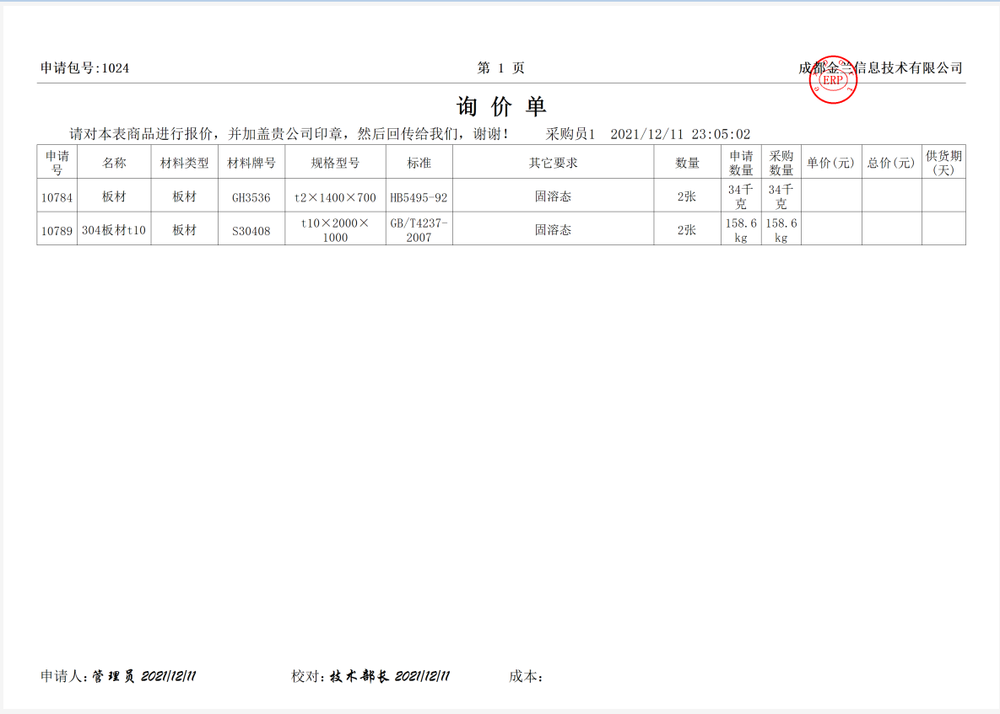 申请包号:1024 第 1 页 成都金兰信息技术有限公司
ERP
询价单
请对本表商品进行报价，并加盖贵公司印章，然后回传给我们，谢谢！ 采购员1 2021/12/11 23:05:02
申请号 名称 材料类型 材料牌号 规格型号 标准 其它要求 数量 申请数量 采购数量 单价(元) 总价(元) 供货期(天)
10784 板材 板材 GH3536 t2×1400×700 HB5495-92 固溶态 2张 34千克 34千克
10789 304板材t10 板材 S30408 t10×2000×1000 GB/T4237-2007 固溶态 2张 158.6kg 158.6kg
申请人:管理员 2021/12/11 校对:技术部长 2021/12/11 成本: